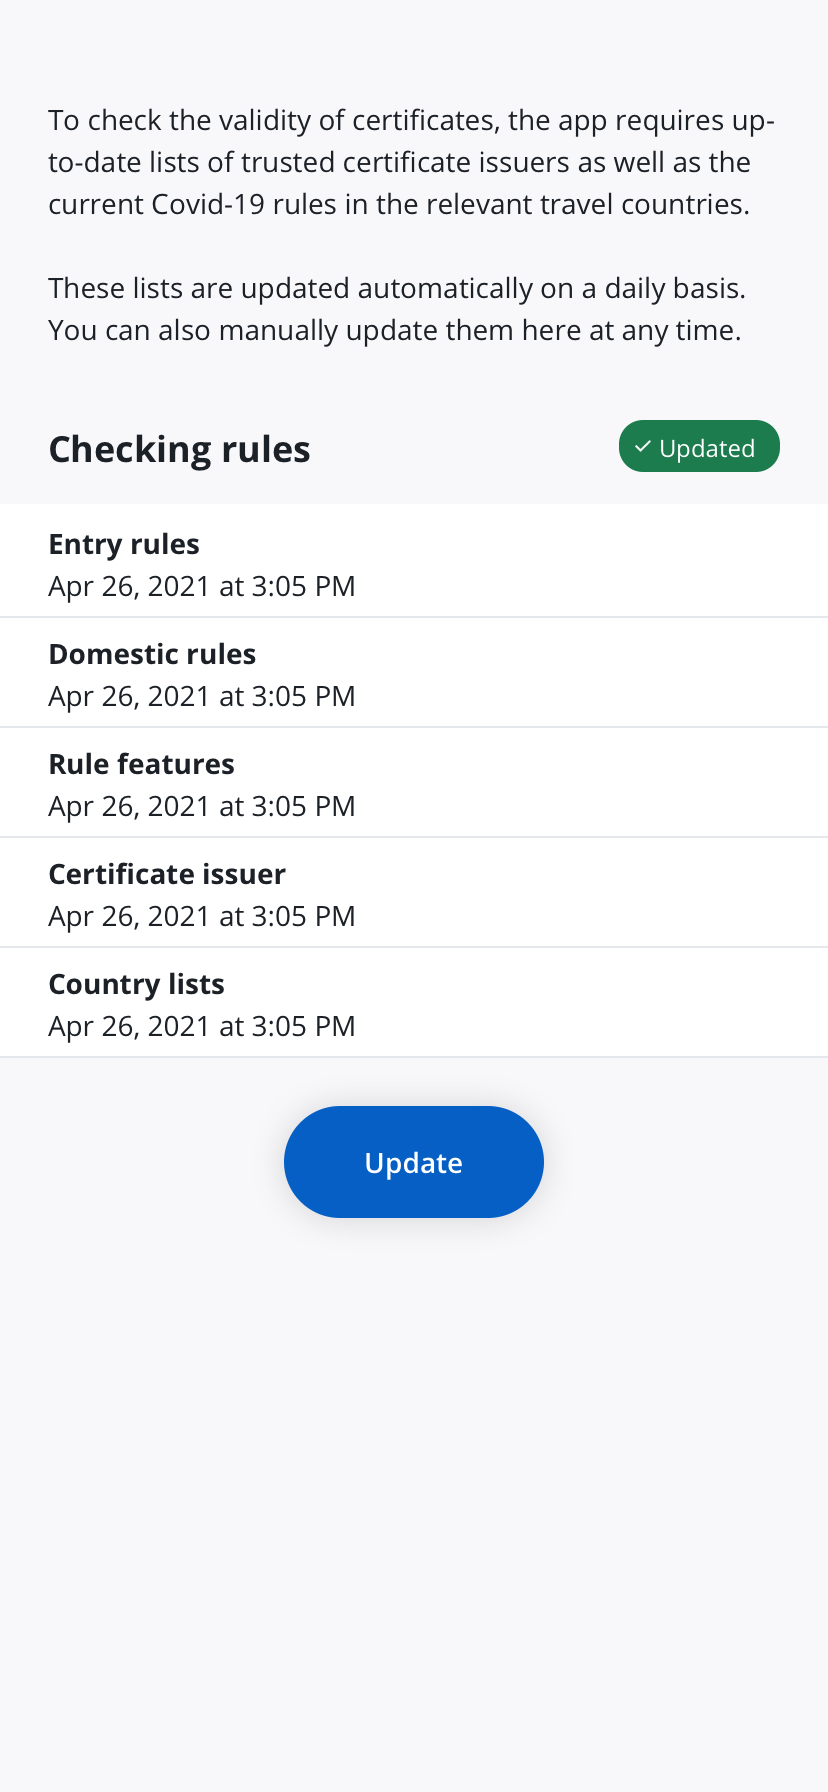 To check the validity of certificates, the app requires up-
to-date lists of trusted certificate issuers as well as the
current Covid-19 rules in the relevant travel countries.
These lists are updated automatically on a daily basis.
You can also manually update them here at any time.
Checking rules
Updated
Entry rules
Apr 26, 2021 at 3:05 PM
Domestic rules
Apr 26, 2021 at 3:05 PM
Rule features
Apr 26, 2021 at 3:05 PM
Certificate issuer
Apr 26, 2021 at 3:05 PM
Country lists
Apr 26, 2021 at 3:05 PM
Update